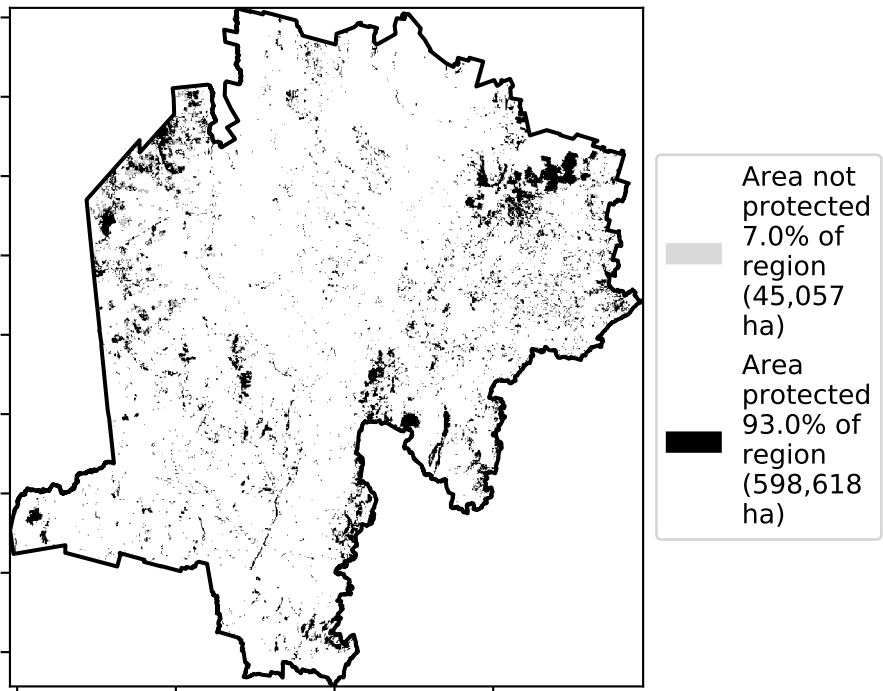 Area not
protected
7.0% of
region
(45,057
ha)
Area
protected
93.0% of
region
(598,618
ha)